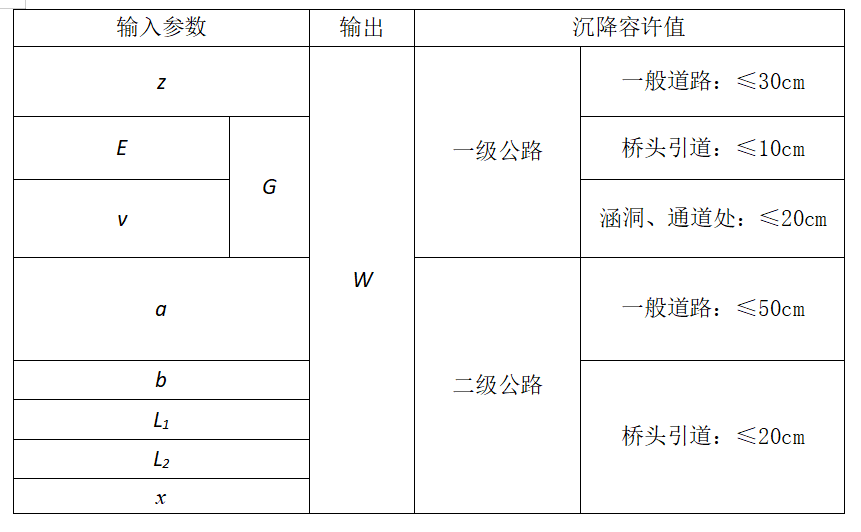 输入参数
输出
沉降容许值
z
E
v
G
a
b
L1
L2
x
W
一级公路
一般道路：≤30cm
桥头引道：≤10cm
涵洞、通道处：≤20cm
二级公路
一般道路：≤50cm
桥头引道：≤20cm